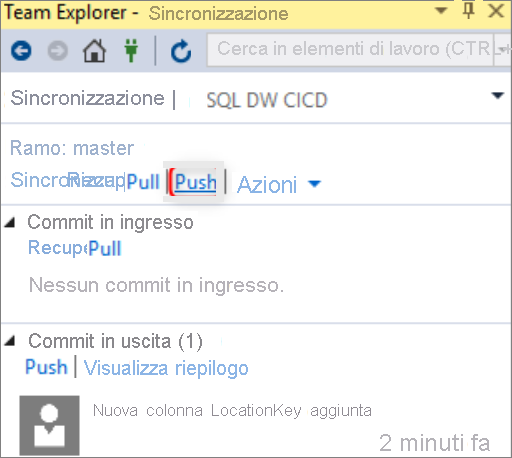 Team Explorer - Sincronizzazione
Cerca in elementi di lavoro (CTR
Sincronizzazione | SQL DW CICD
Ramo: master
Pull | Push | Azioni
Commit in ingresso
Pull
Nessun commit in ingresso.
Commit in uscita (1)
Push | Visualizza riepilogo
Nuova colonna LocationKey aggiunta
2 minuti fa